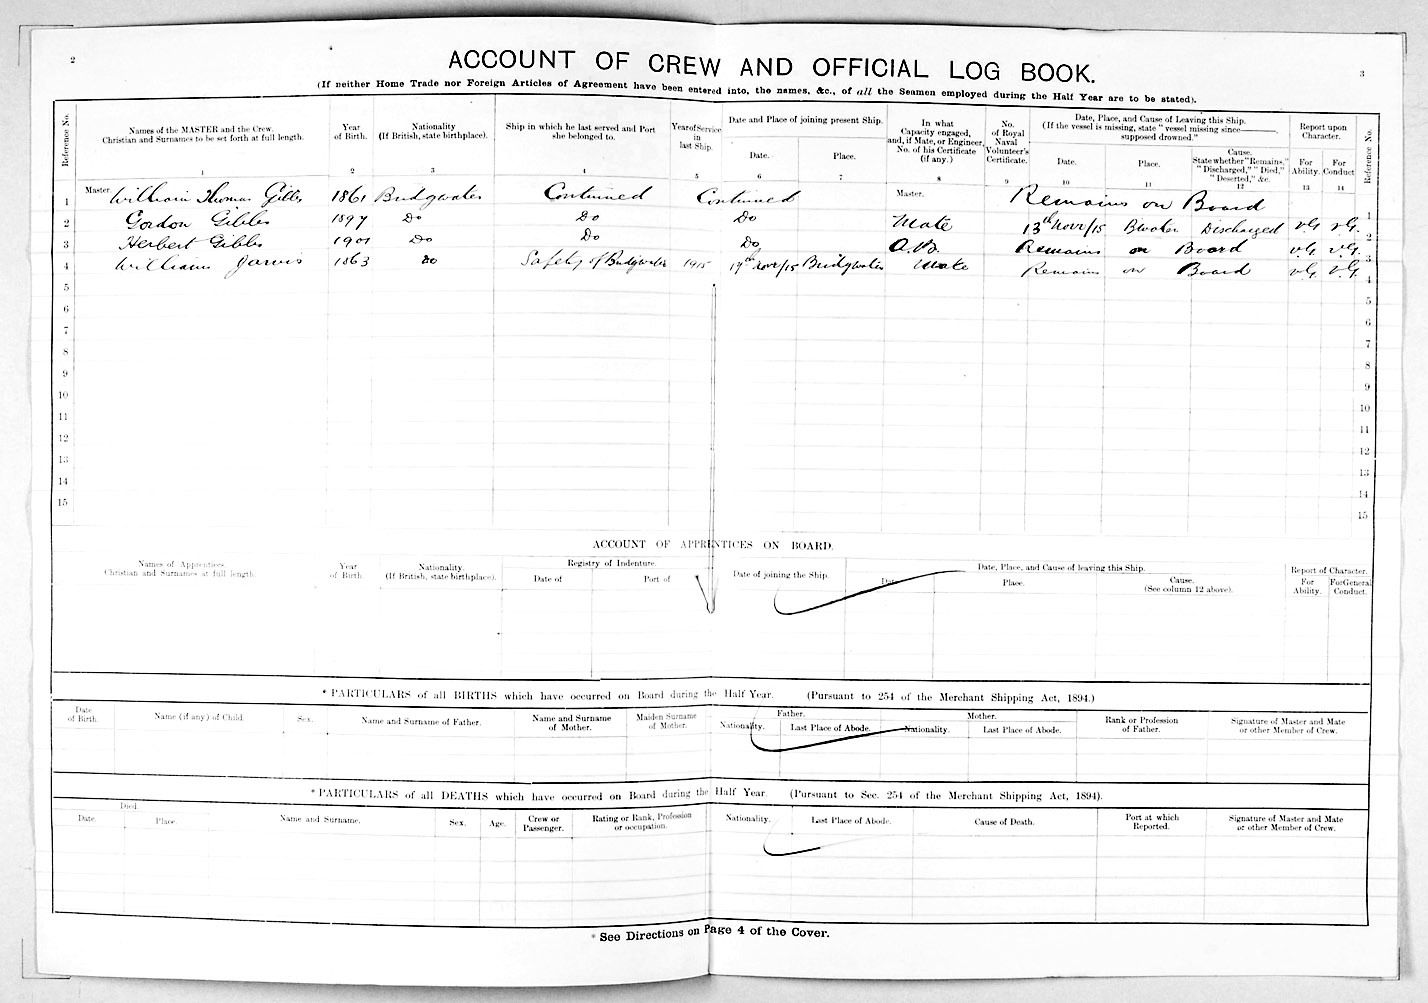 2
3
ACCOUNT OF CREW AND OFFICIAL LOG BOOK.
(If neither Home Trade nor Foreign Articles of Agreement have been entered into, the names, &c., of all the Seamen employed during the Half Year are to be stated).
Reference No.
Names of the MASTER and the Crew. Christian and Surnames to be set forth at full length.
Year of Birth.
Nationality (If British, state birthplace).
Ship in which he last served and Port she belonged to.
Year of Service in last Ship.
Date and Place of joining present Ship.
Date.
Place.
In what Capacity engaged, and, if Mate, or Engineer, No. of his Certificate (if any.)
No. of Royal Naval Volunteer's Certificate.
Date, Place, and Cause of Leaving this Ship.
(If the vessel is missing, state "vessel missing since———, supposed drowned."
Date.
Place.
Cause. State whether "Remains," "Discharged," "Died," "Deserted," &c.
Report upon Character.
For Ability.
For Conduct
Reference No.
1 2 3 4 5 6 7 8 9 10 11 12 13 14
1 Master. William Thomas Gibbs 1861 Bridgwater Continued Continued Master. Remains on Board 1
2 Gordon Gibbs 1897 Do Do Do Mate 13th Novr/15 Bwater Discharged v.G. v.G. 2
3 Herbert Gibbs 1901 Do Do Do A.B. Remains on Board v.G. v.G. 3
4 William Jarvis 1863 Do Safety of Bridgwater 1915 17th Novr/15 Bridgwater Mate Remains on Board v.G. v.G. 4
5 5
6 6
7 7
8 8
9 9
10 10
11 11
12 12
13 13
14 14
15 15
ACCOUNT OF APPRENTICES ON BOARD.
Names of Apprentices. Christian and Surnames at full length.
Year of Birth
Nationality. (If British, state birthplace).
Registry of Indenture.
Date of
Port of
Date of joining the Ship.
Date, Place, and Cause of leaving this Ship.
Date.
Place.
Cause. (See column 12 above).
Report of Character.
For Ability.
For General Conduct.
* PARTICULARS of all BIRTHS which have occurred on Board during the Half Year. (Pursuant to 254 of the Merchant Shipping Act, 1894.)
Date of Birth.
Name (if any) of Child.
Sex.
Name and Surname of Father.
Name and Surname of Mother.
Maiden Surname of Mother.
Father.
Nationality.
Last Place of Abode.
Mother.
Nationality.
Last Place of Abode.
Rank or Profession of Father.
Signature of Master and Mate or other Member of Crew.
* PARTICULARS of all DEATHS which have occurred on Board during the Half Year. (Pursuant to Sec. 254 of the Merchant Shipping Act, 1894).
Died.
Date.
Place.
Name and Surname.
Sex.
Age.
Crew or Passenger.
Rating or Rank, Profession or occupation.
Nationality.
Last Place of Abode.
Cause of Death.
Port at which Reported.
Signature of Master and Mate or other Member of Crew.
* See Directions on Page 4 of the Cover.